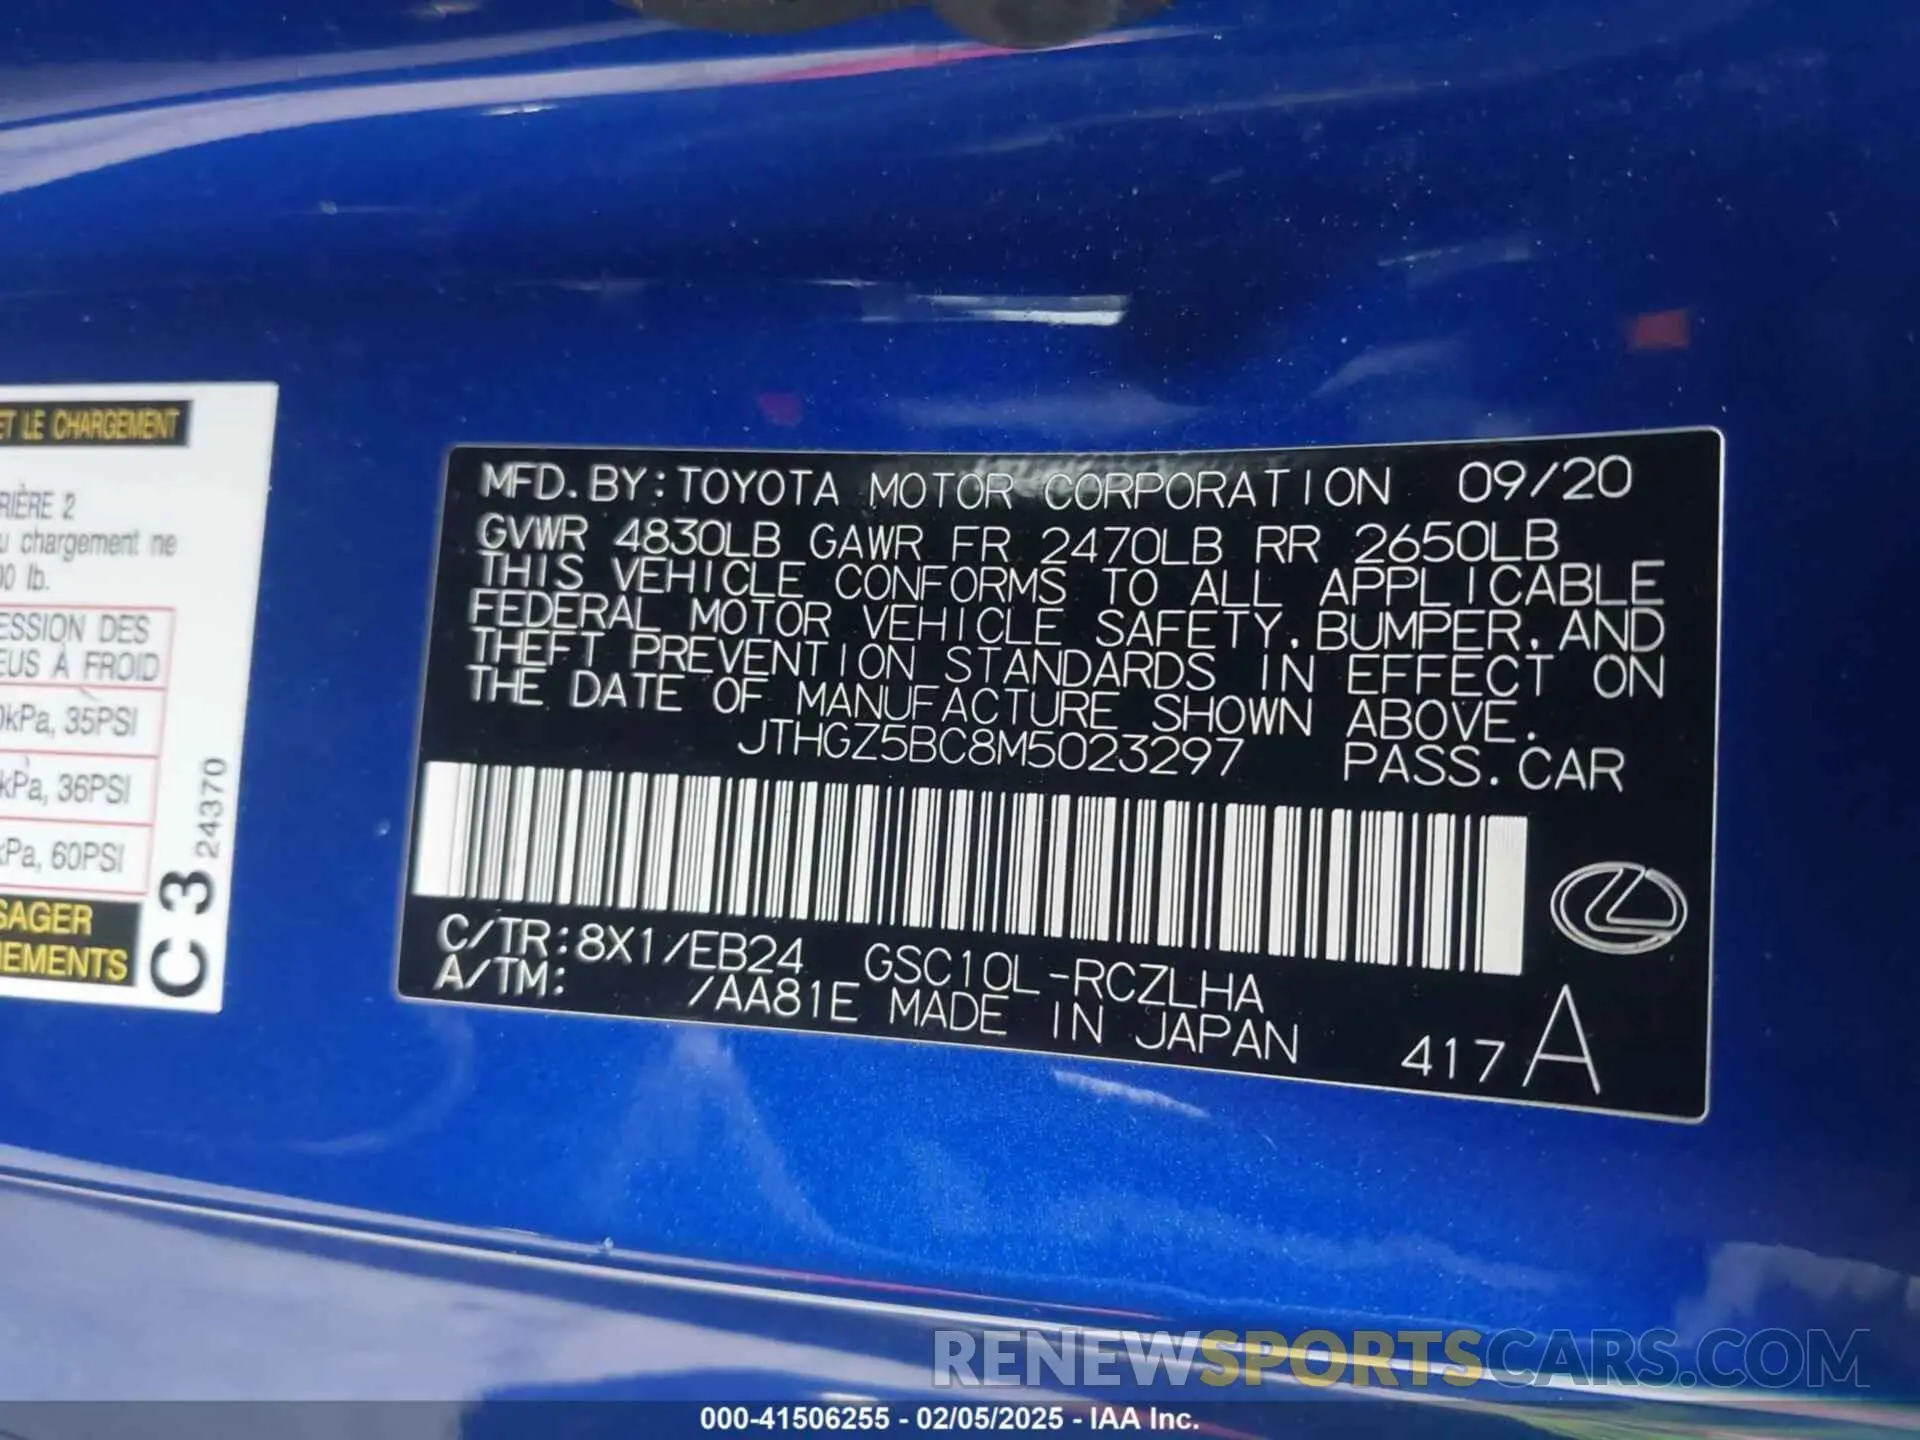 ET LE CHARGEMENT
RIÈRE 2
chargement ne
lb.
ESSION DES
EUS À FROID
kPa, 35PSI
kPa, 36PSI
kPa, 60PSI
SAGER
NEMENTS
C3
24370
MFD. BY: TOYOTA MOTOR CORPORATION 09/20
GVWR 4830LB GAWR FR 2470LB RR 2650LB
THIS VEHICLE CONFORMS TO ALL APPLICABLE
FEDERAL MOTOR VEHICLE SAFETY, BUMPER, AND
THEFT PREVENTION STANDARDS IN EFFECT ON
THE DATE OF MANUFACTURE SHOWN ABOVE.
JTHGZ5BC8M5023297 PASS. CAR
C/TR: 8X1/EB24 GSC10L-RCZLHA
A/TM: /AA81E MADE IN JAPAN 417 A
RENEWSPORTSCARS.COM
000-41506255 - 02/05/2025 - IAA Inc.